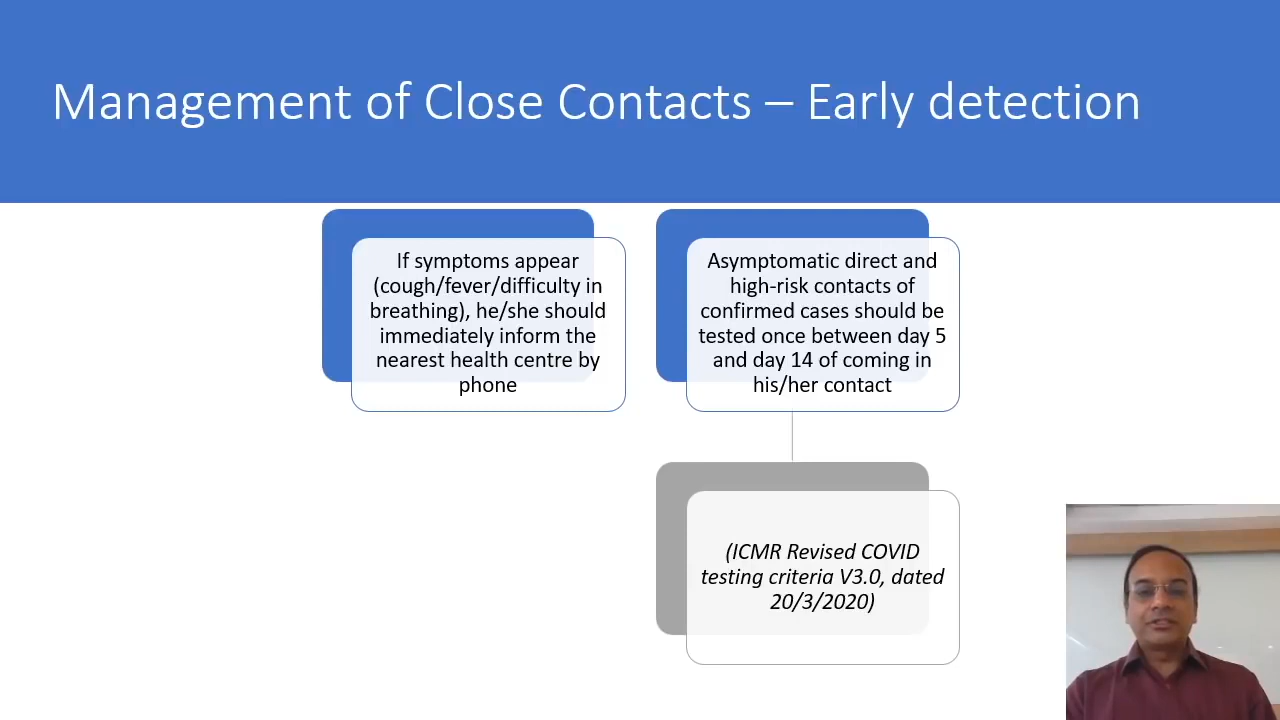 Management of Close Contacts – Early detection
If symptoms appear
(cough/fever/difficulty in
breathing), he/she should
immediately inform the
nearest health centre by
phone
Asymptomatic direct and
high-risk contacts of
confirmed cases should be
tested once between day 5
and day 14 of coming in
his/her contact
(ICMR Revised COVID
testing criteria V3.0, dated
20/3/2020)